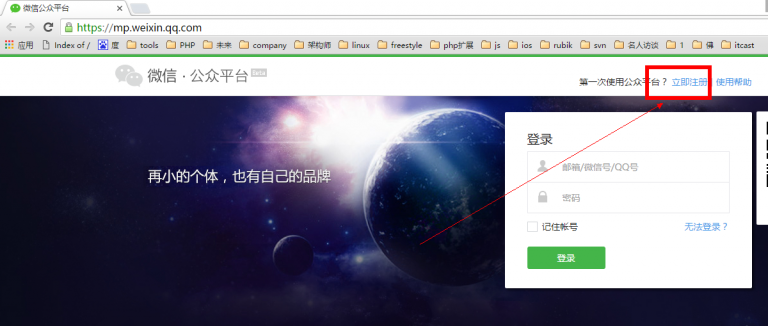 微信公众平台
https://mp.weixin.qq.com
应用 Index of / 百度 tools PHP 未来 company 架构师 linux freestyle php扩展 js ios rubik svn 名人访谈 1 佛 itcast
微信·公众平台 Beta
第一次使用公众平台？ 立即注册 使用帮助
再小的个体，也有自己的品牌
登录
邮箱/微信号/QQ号
密码
记住帐号 无法登录？
登录